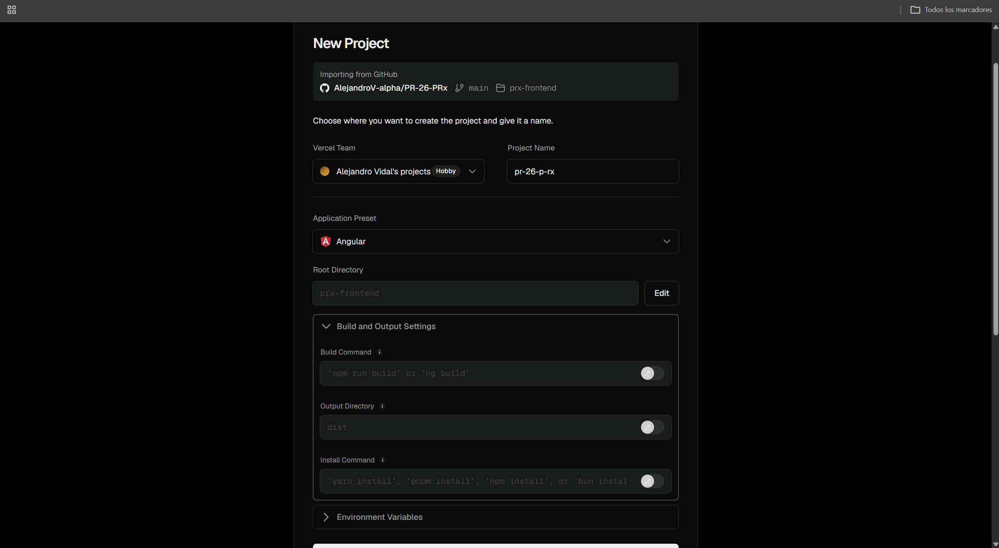 Todos los marcadores
New Project
Importing from GitHub
AlejandroV-alpha/PR-26-PRx main prx-frontend
Choose where you want to create the project and give it a name.
Vercel Team
Project Name
Alejandro Vidal's projects Hobby
pr-26-p-rx
Application Preset
Angular
Root Directory
prx-frontend
Edit
Build and Output Settings
Build Command
`npm run build` or `ng build`
Output Directory
dist
Install Command
`yarn install`, `pnpm install`, `npm install`, or `bun instal
Environment Variables